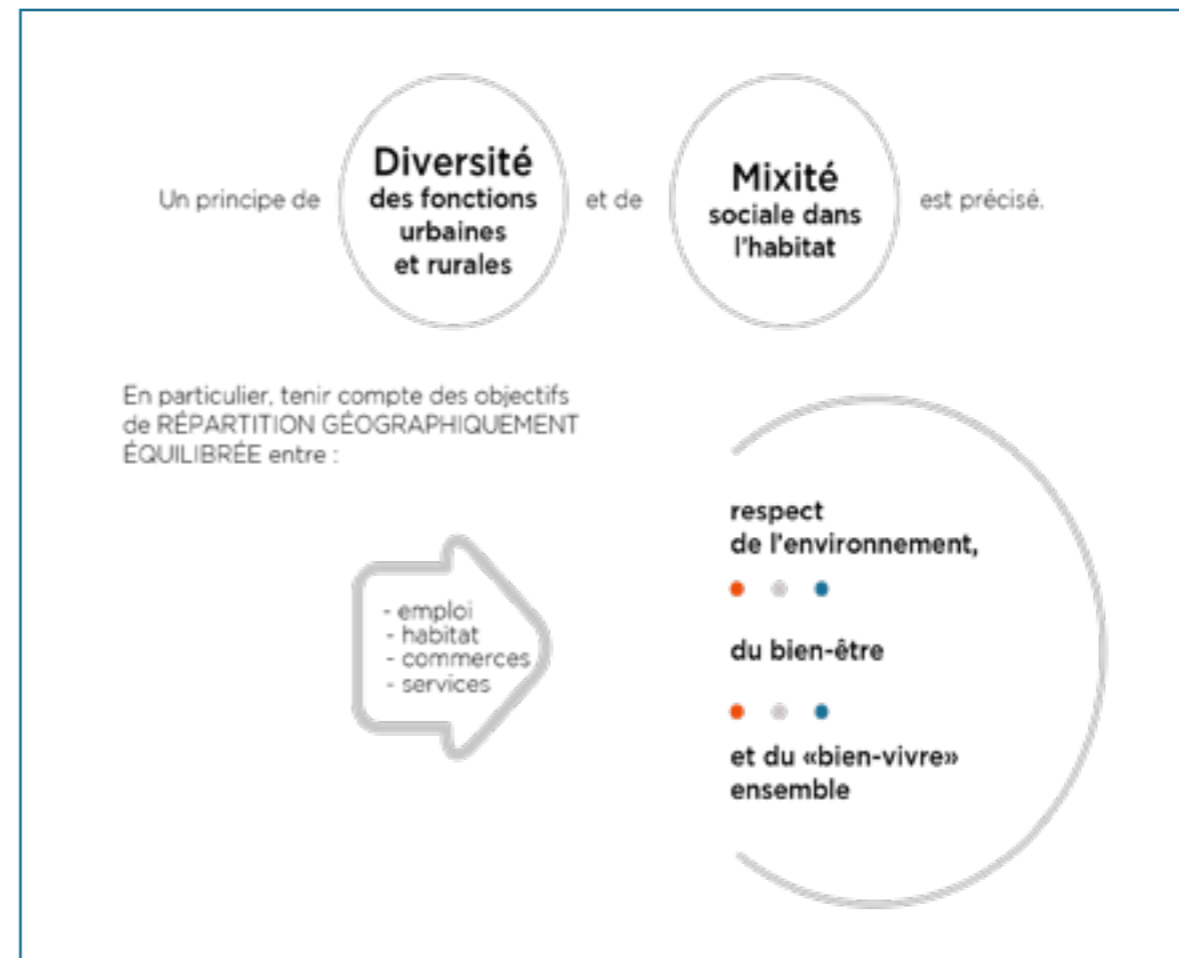 Un principe de
Diversité
des fonctions
urbaines
et rurales
et de
Mixité
sociale dans
l'habitat
est précisé.
En particulier, tenir compte des objectifs
de RÉPARTITION GÉOGRAPHIQUEMENT
ÉQUILIBRÉE entre :
- emploi
- habitat
- commerces
- services
respect
de l'environnement,
du bien-être
et du «bien-vivre»
ensemble